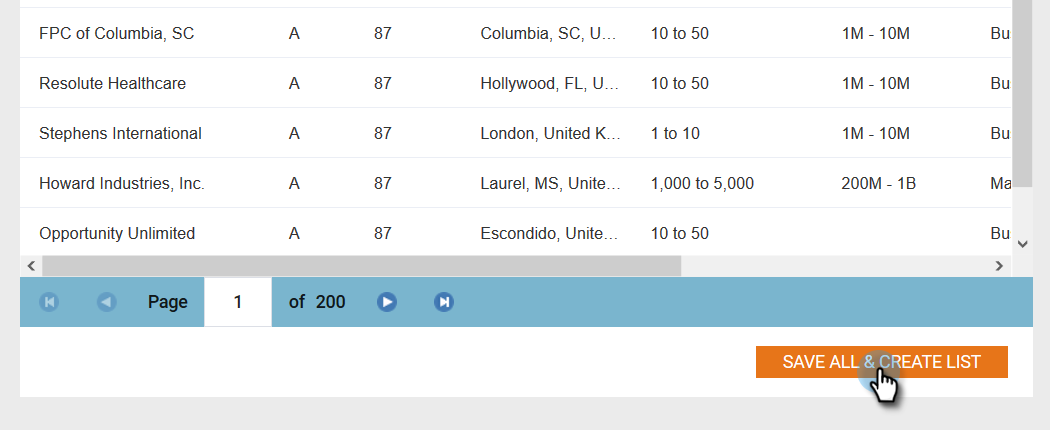 FPC of Columbia, SC A 87 Columbia, SC, U... 10 to 50 1M - 10M Bu
Resolute Healthcare A 87 Hollywood, FL, U... 10 to 50 1M - 10M Bu
Stephens International A 87 London, United K... 1 to 10 1M - 10M Bu
Howard Industries, Inc. A 87 Laurel, MS, Unite... 1,000 to 5,000 200M - 1B Ma
Opportunity Unlimited A 87 Escondido, Unite... 10 to 50 Bu
Page 1 of 200
SAVE ALL & CREATE LIST